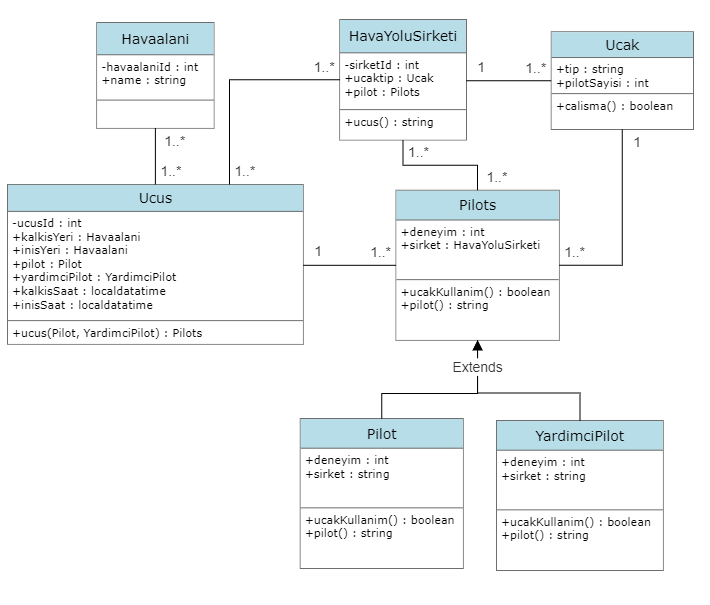 Havaalani
-havaalaniId : int
+name : string
HavaYoluSirketi
-sirketId : int
+ucaktip : Ucak
+pilot : Pilots
+ucus() : string
Ucak
+tip : string
+pilotSayisi : int
+calisma() : boolean
1..*
1
1..*
1..*
1..*
1..*
1..*
1..*
1
Ucus
-ucusId : int
+kalkisYeri : Havaalani
+inisYeri : Havaalani
+pilot : Pilot
+yardimciPilot : YardimciPilot
+kalkisSaat : localdatatime
+inisSaat : localdatatime
+ucus(Pilot, YardimciPilot) : Pilots
1
1..*
Pilots
+deneyim : int
+sirket : HavaYoluSirketi
+ucakKullanim() : boolean
+pilot() : string
1..*
Extends
Pilot
+deneyim : int
+sirket : string
+ucakKullanim() : boolean
+pilot() : string
YardimciPilot
+deneyim : int
+sirket : string
+ucakKullanim() : boolean
+pilot() : string